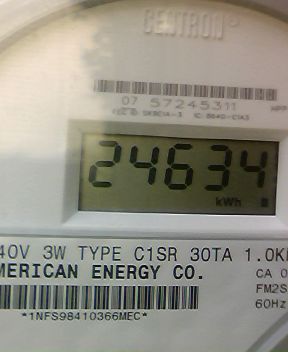 CENTRON®
07 57245311
24634
kWh
40V 3W TYPE C1SR 30TA 1.0K
MERICAN ENERGY CO.
CA 0
FM2S
60Hz
*1NFS98410366MEC*